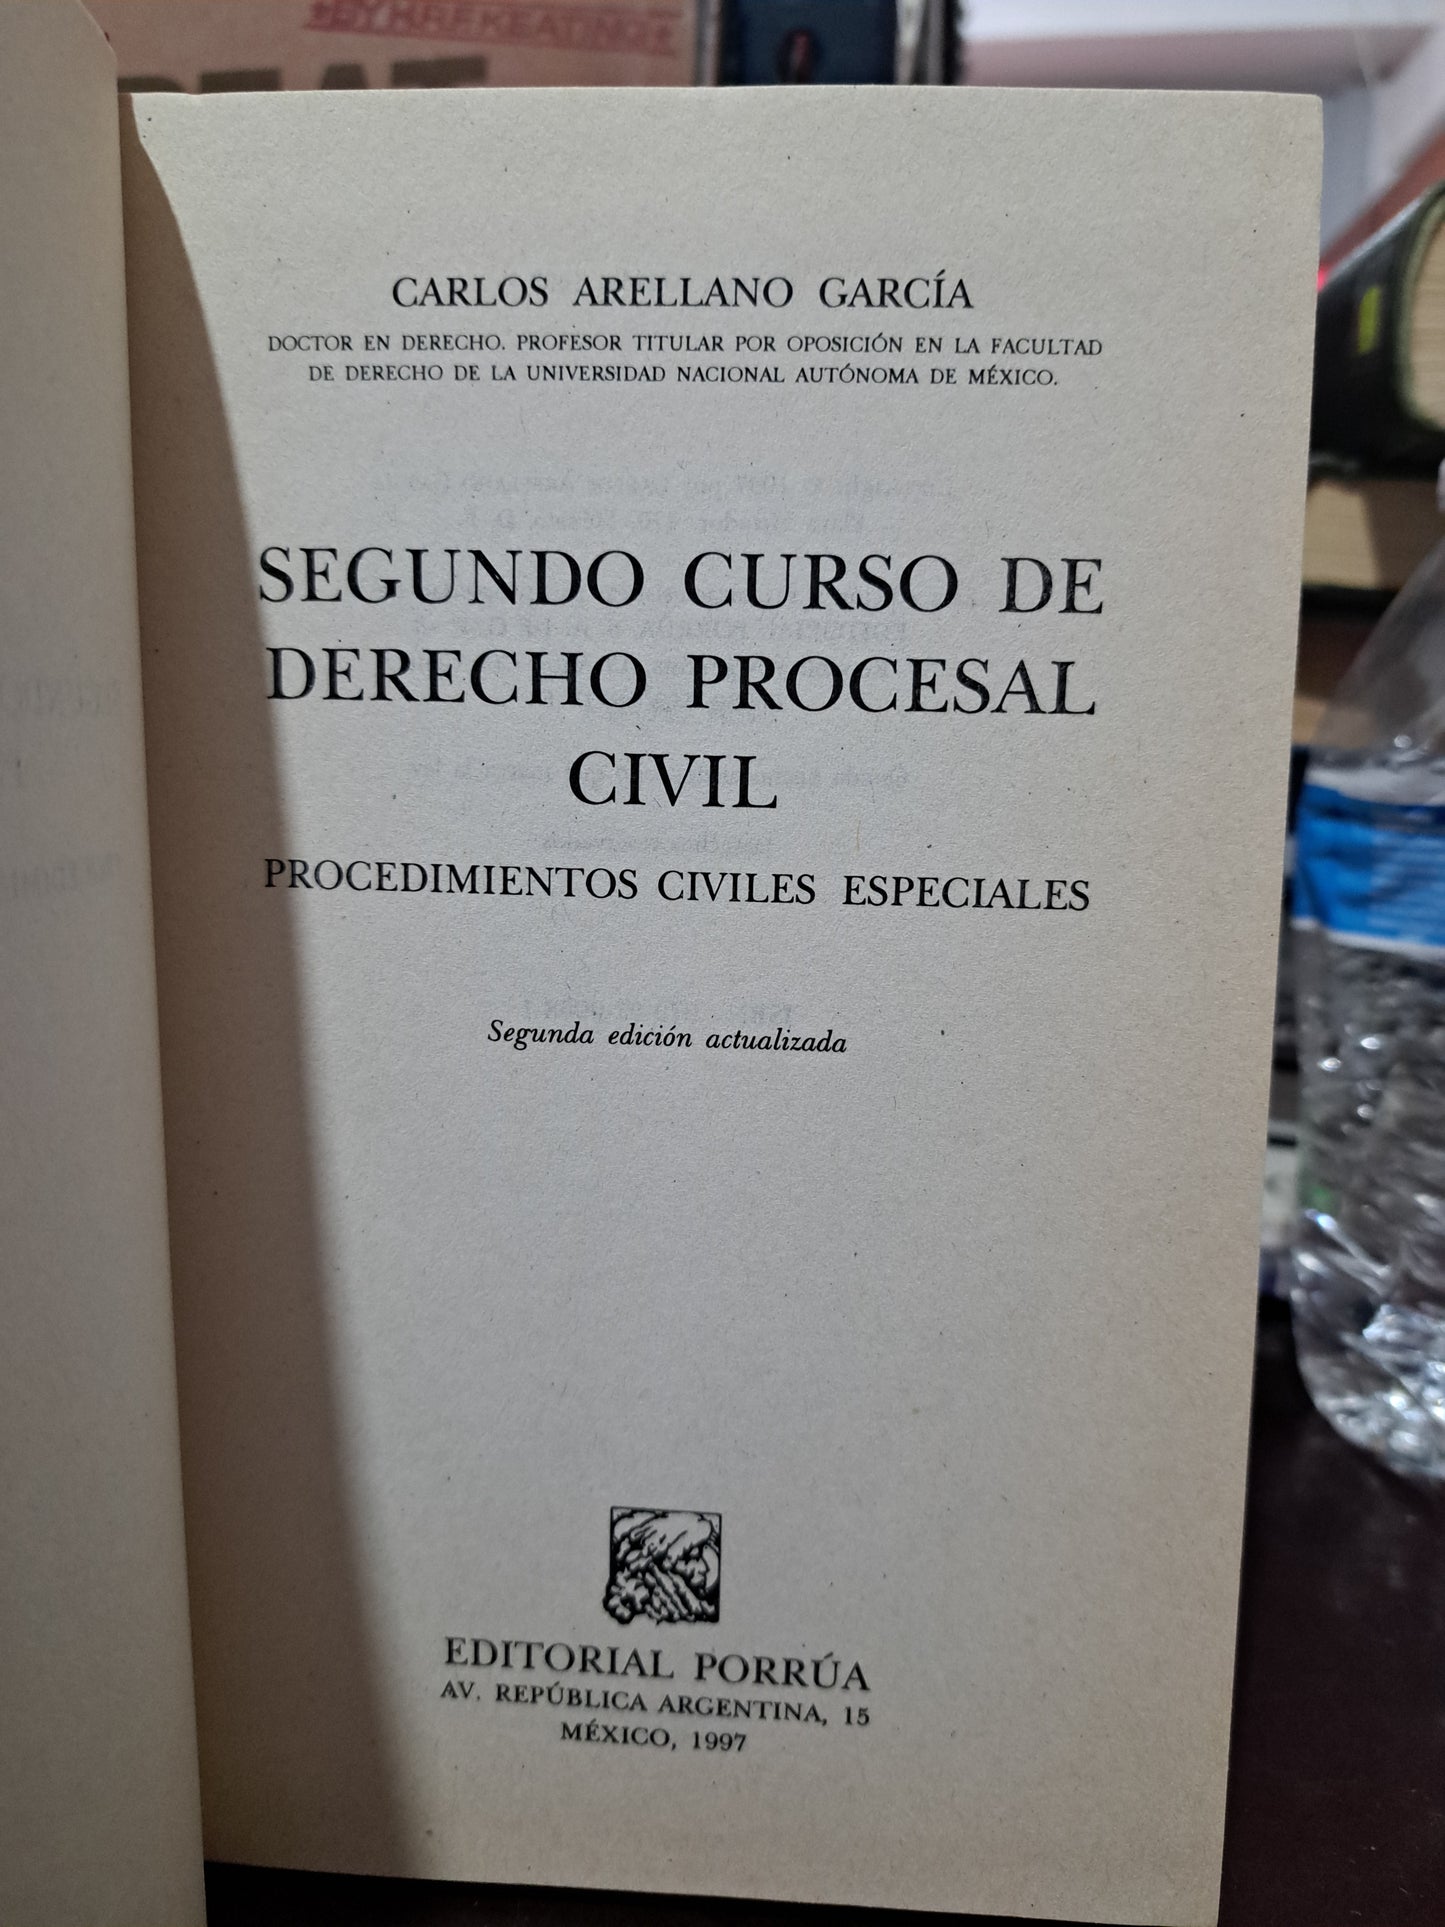 CARLOS ARELLANO GARCÍA
DOCTOR EN DERECHO. PROFESOR TITULAR POR OPOSICIÓN EN LA FACULTAD
DE DERECHO DE LA UNIVERSIDAD NACIONAL AUTÓNOMA DE MÉXICO.
SEGUNDO CURSO DE
DERECHO PROCESAL
CIVIL
PROCEDIMIENTOS CIVILES ESPECIALES
Segunda edición actualizada
EDITORIAL PORRÚA
AV. REPÚBLICA ARGENTINA, 15
MÉXICO, 1997